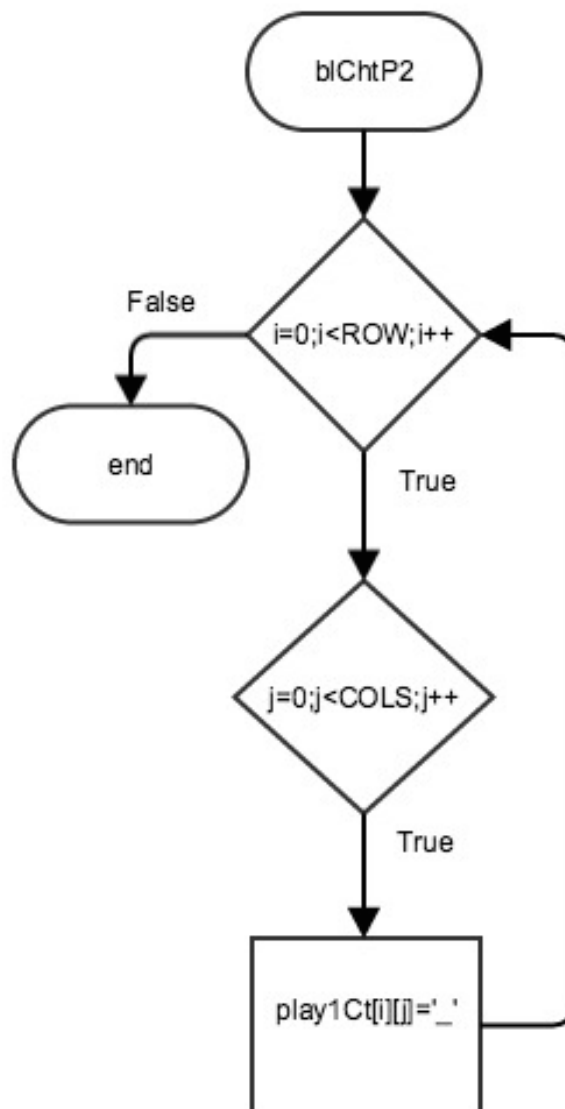 blChtP2
i=0;i<ROW;i++
False
end
True
j=0;j<COLS;j++
True
play1Ct[i][j]='_'